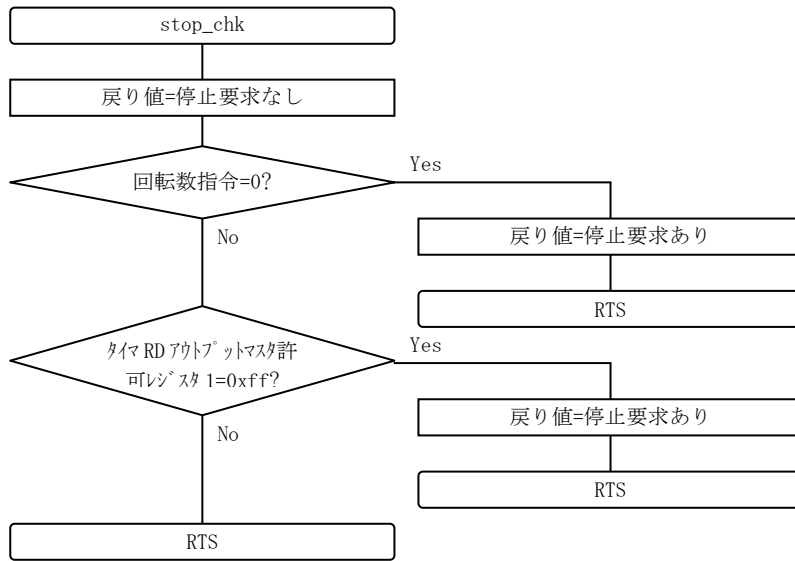 stop_chk
戻り値=停止要求なし
回転数指令=0?
Yes
No
戻り値=停止要求あり
RTS
ﾀｲﾏ RD ｱｳﾄﾌﾟｯﾄﾏｽﾀ許
可ﾚｼﾞｽﾀ 1=0xff?
Yes
No
戻り値=停止要求あり
RTS
RTS